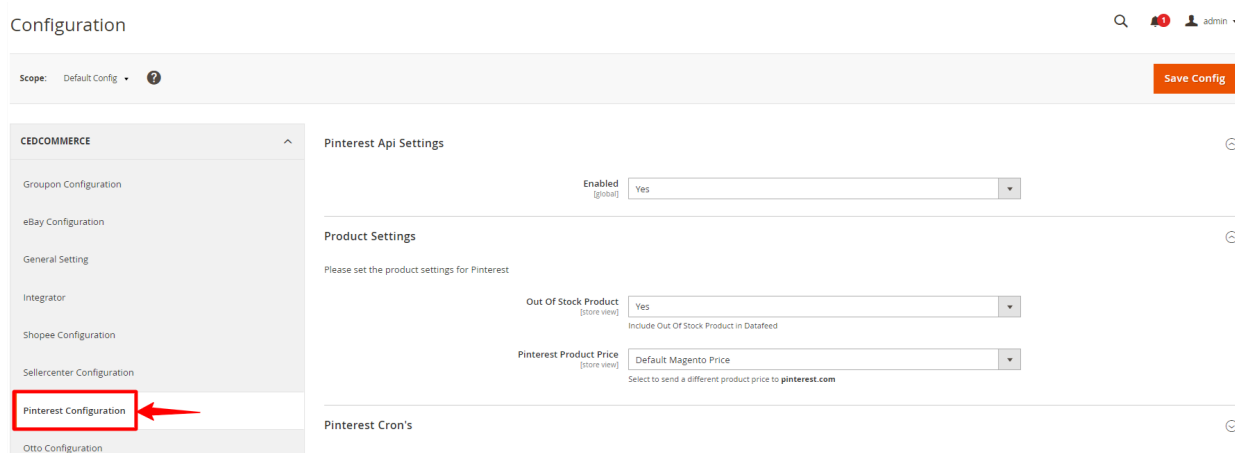 Configuration
1
admin
Scope: Default Config ?
Save Config
CEDCOMMERCE
Groupon Configuration
eBay Configuration
General Setting
Integrator
Shopee Configuration
Sellercenter Configuration
Pinterest Configuration
Otto Configuration
Pinterest Api Settings
Enabled
[global]
Yes
Product Settings
Please set the product settings for Pinterest
Out Of Stock Product
[store view]
Yes
Include Out Of Stock Product in Datafeed
Pinterest Product Price
[store view]
Default Magento Price
Select to send a different product price to pinterest.com
Pinterest Cron's